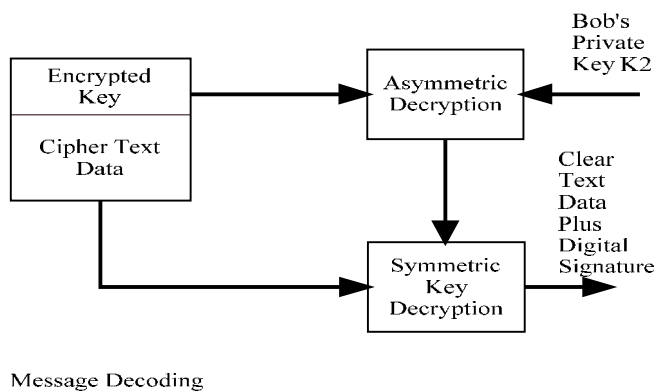 Encrypted
Key
Cipher Text
Data
Asymmetric
Decryption
Bob's
Private
Key K2
Symmetric
Key
Decryption
Clear
Text
Data
Plus
Digital
Signature
Message Decoding